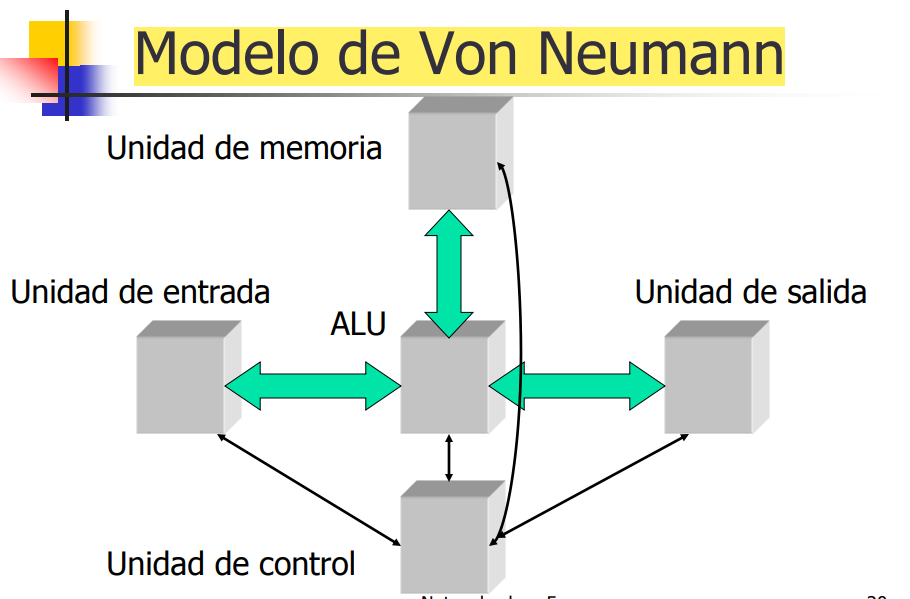 Modelo de Von Neumann
Unidad de memoria
Unidad de entrada
Unidad de salida
ALU
Unidad de control